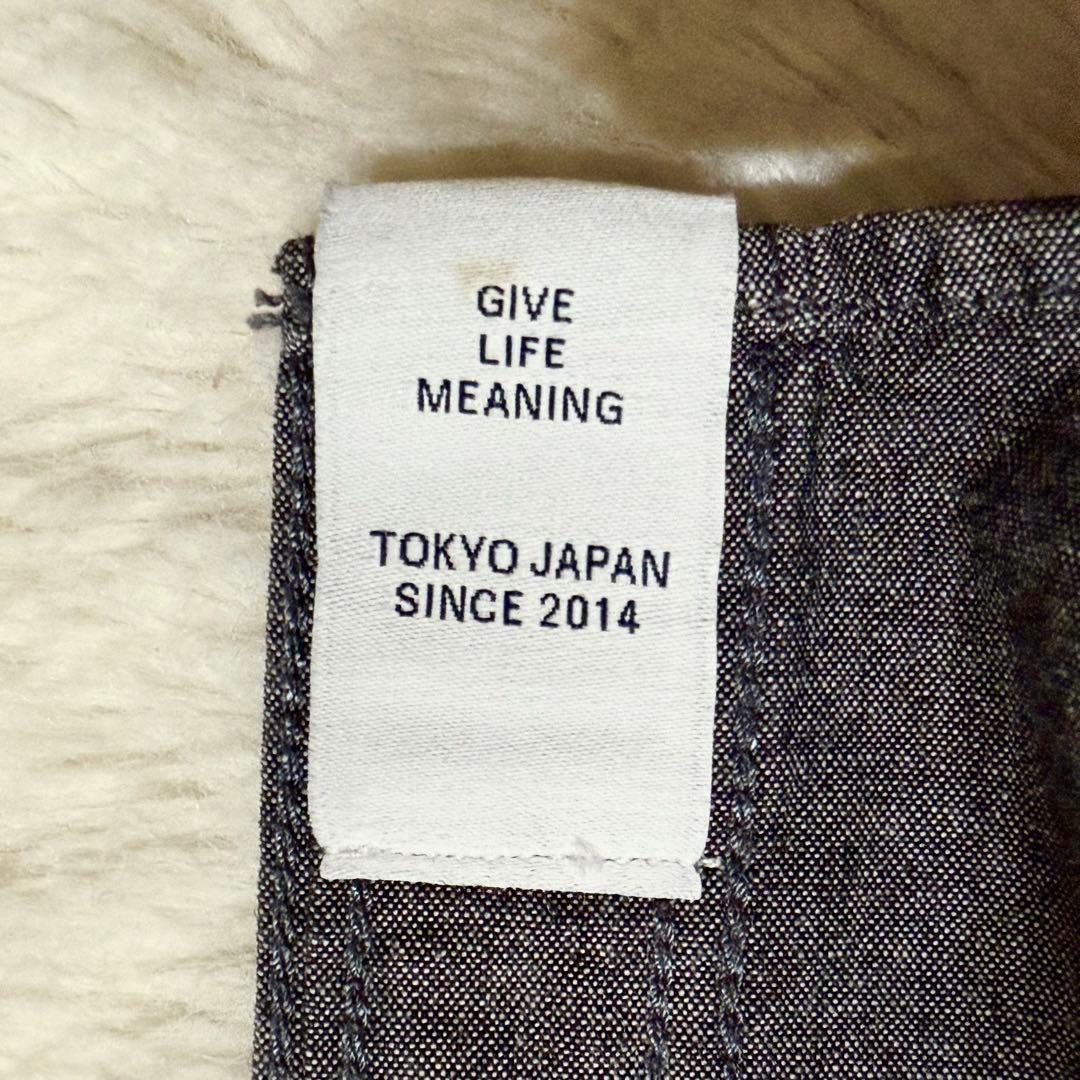 GIVE
LIFE
MEANING
TOKYO JAPAN
SINCE 2014